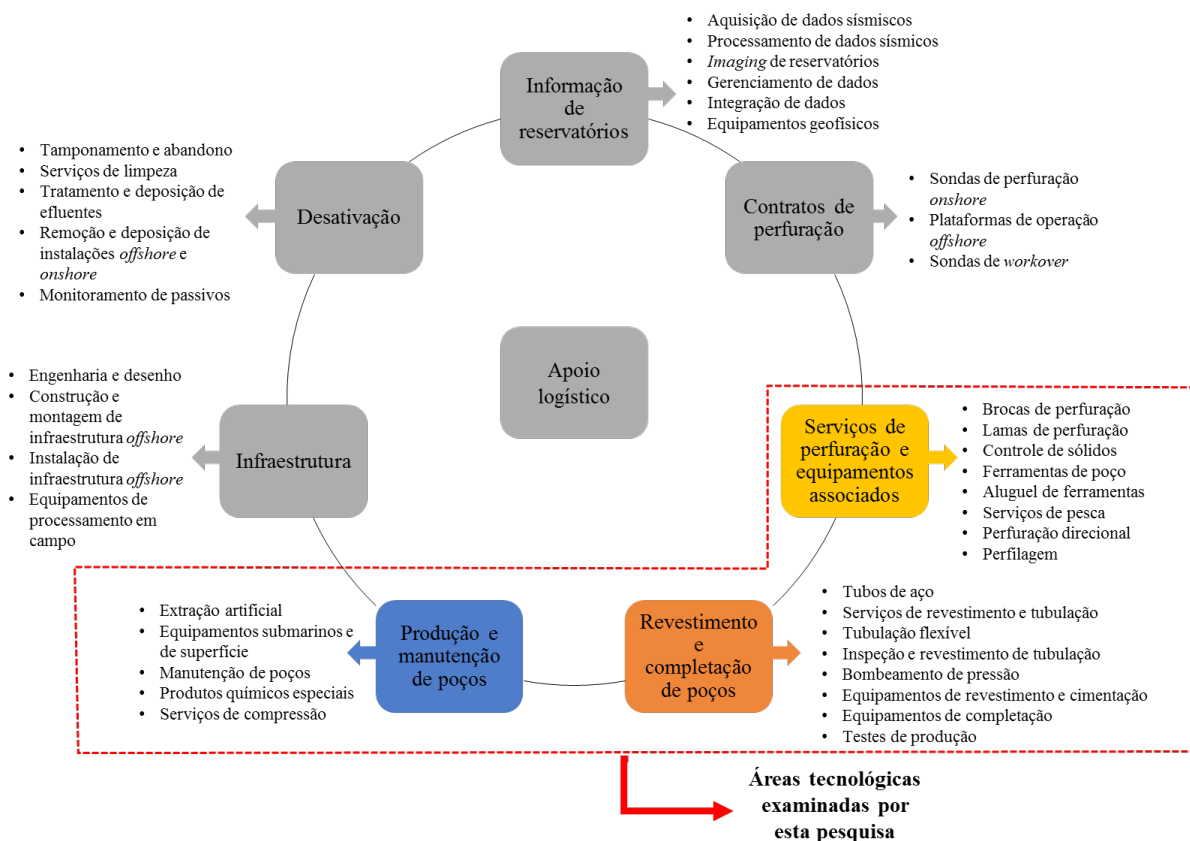 Informação
de
reservatórios
• Aquisição de dados sísmiscos
• Processamento de dados sísmicos
• Imaging de reservatórios
• Gerenciamento de dados
• Integração de dados
• Equipamentos geofísicos
Contratos de
perfuração
• Sondas de perfuração
onshore
• Plataformas de operação
offshore
• Sondas de workover
Serviços de
perfuração e
equipamentos
associados
• Brocas de perfuração
• Lamas de perfuração
• Controle de sólidos
• Ferramentas de poço
• Aluguel de ferramentas
• Serviços de pesca
• Perfuração direcional
• Perfilagem
Revestimento
e
completação
de poços
• Tubos de aço
• Serviços de revestimento e tubulação
• Tubulação flexível
• Inspeção e revestimento de tubulação
• Bombeamento de pressão
• Equipamentos de revestimento e cimentação
• Equipamentos de completação
• Testes de produção
Produção e
manutenção
de poços
• Extração artificial
• Equipamentos submarinos e
de superfície
• Manutenção de poços
• Produtos químicos especiais
• Serviços de compressão
Infraestrutura
• Engenharia e desenho
• Construção e
montagem de
infraestrutura offshore
• Instalação de
infraestrutura offshore
• Equipamentos de
processamento em
campo
Desativação
• Tamponamento e abandono
• Serviços de limpeza
• Tratamento e deposição de
efluentes
• Remoção e deposição de
instalações offshore e
onshore
• Monitoramento de passivos
Apoio
logístico
Áreas tecnológicas
examinadas por
esta pesquisa